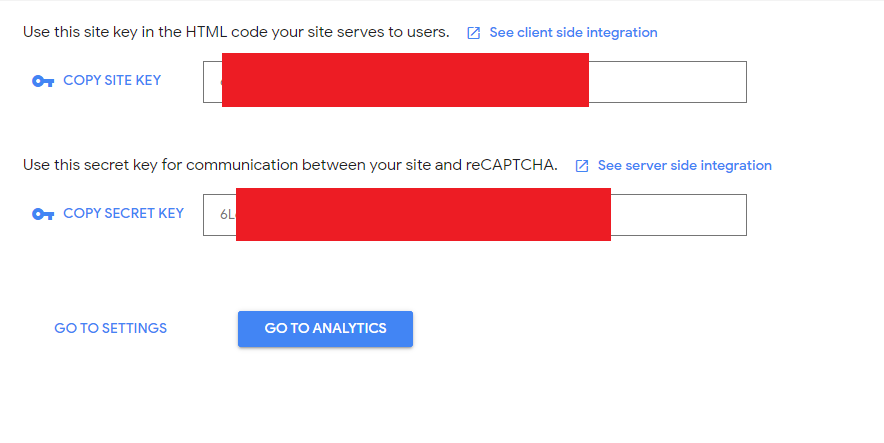 Use this site key in the HTML code your site serves to users. See client side integration
COPY SITE KEY
Use this secret key for communication between your site and reCAPTCHA. See server side integration
COPY SECRET KEY 6L
GO TO SETTINGS GO TO ANALYTICS